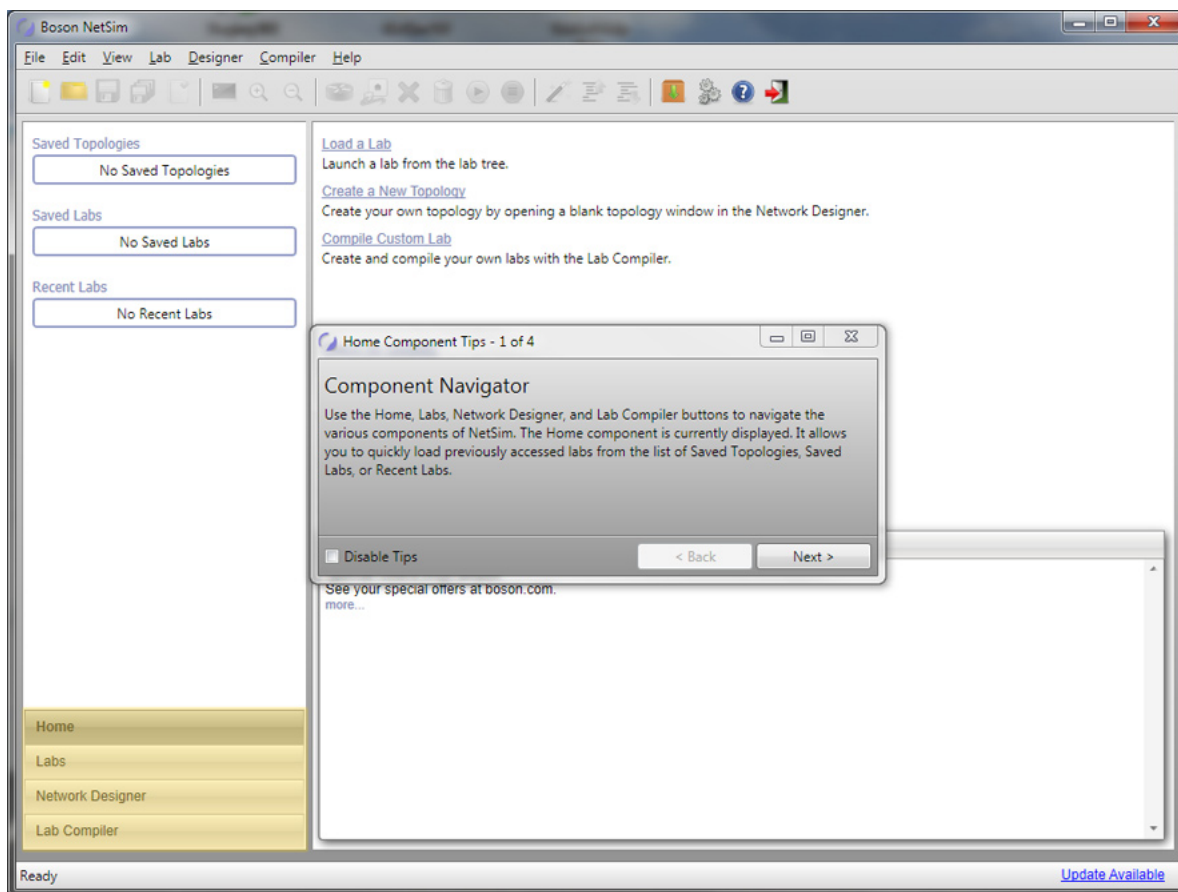 Boson NetSim
File Edit View Lab Designer Compiler Help
Saved Topologies
No Saved Topologies
Saved Labs
No Saved Labs
Recent Labs
No Recent Labs
Load a Lab
Launch a lab from the lab tree.
Create a New Topology
Create your own topology by opening a blank topology window in the Network Designer.
Compile Custom Lab
Create and compile your own labs with the Lab Compiler.
Home Component Tips - 1 of 4
Component Navigator
Use the Home, Labs, Network Designer, and Lab Compiler buttons to navigate the
various components of NetSim. The Home component is currently displayed. It allows
you to quickly load previously accessed labs from the list of Saved Topologies, Saved
Labs, or Recent Labs.
Disable Tips
< Back
Next >
See your special offers at boson.com.
more...
Home
Labs
Network Designer
Lab Compiler
Ready
Update Available